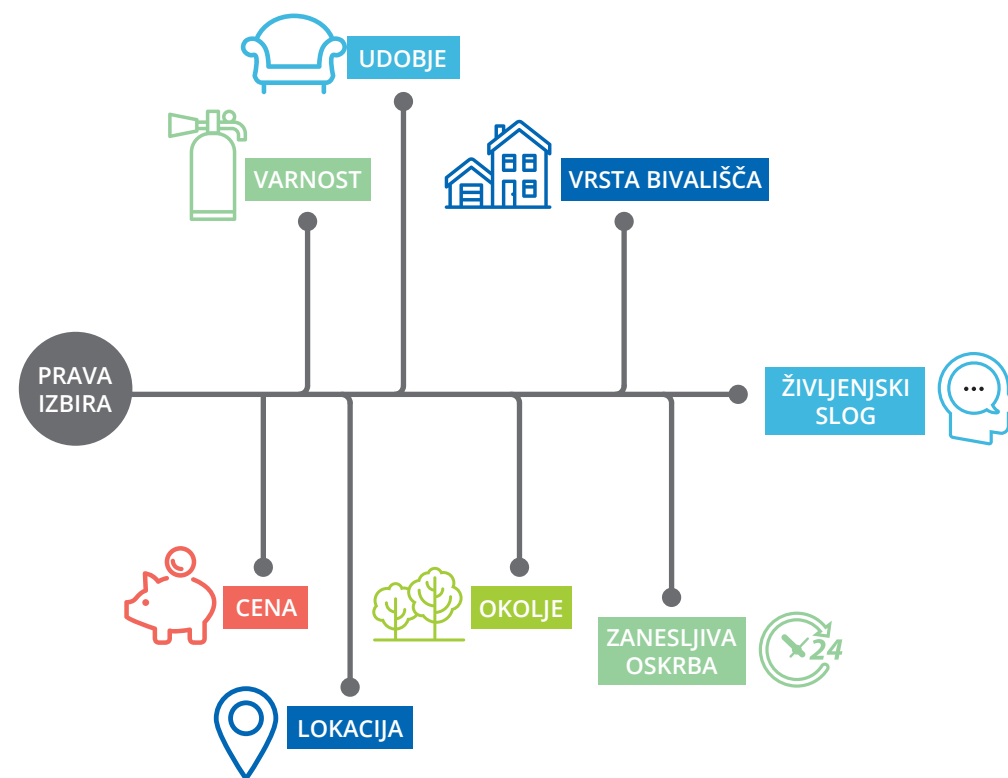 UDOBJE
VARNOST
VRSTA BIVALIŠČA
PRAVA
IZBIRA
ŽIVLJENJSKI
SLOG
...
CENA
OKOLJE
ZANESLJIVA
OSKRBA
24
LOKACIJA